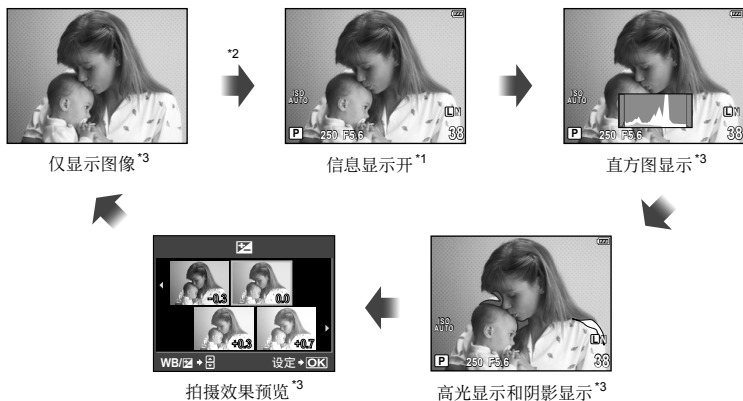 *2
ISO
AUTO
P 250 F5.6
L N
38
ISO
AUTO
P 250 F5.6
L N
38
仅显示图像*3
信息显示开*1
直方图显示*3
-0.3 0.0
+0.3 +0.7
WB/ 设定 OK
ISO
AUTO
P 250 F5.6
L N
38
拍摄效果预览*3
高光显示和阴影显示*3